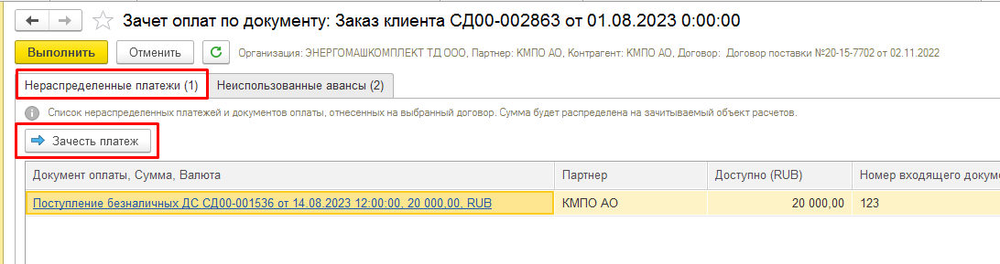 Зачет оплат по документу: Заказ клиента СД00-002863 от 01.08.2023 0:00:00
Выполнить Отменить Организация: ЭНЕРГОМАШКОМПЛЕКТ ТД ООО, Партнер: КМПО АО, Контрагент: КМПО АО, Договор: Договор поставки №20-15-7702 от 02.11.2022
Нераспределенные платежи (1) Неиспользованные авансы (2)
Список нераспределенных платежей и документов оплаты, отнесенных на выбранный договор. Сумма будет распределена на зачитываемый объект расчетов.
Зачесть платеж
Документ оплаты, Сумма, Валюта Партнер Доступно (RUB) Номер входящего докуме
Поступление безналичных ДС СД00-001536 от 14.08.2023 12:00:00, 20 000,00, RUB КМПО АО 20 000,00 123